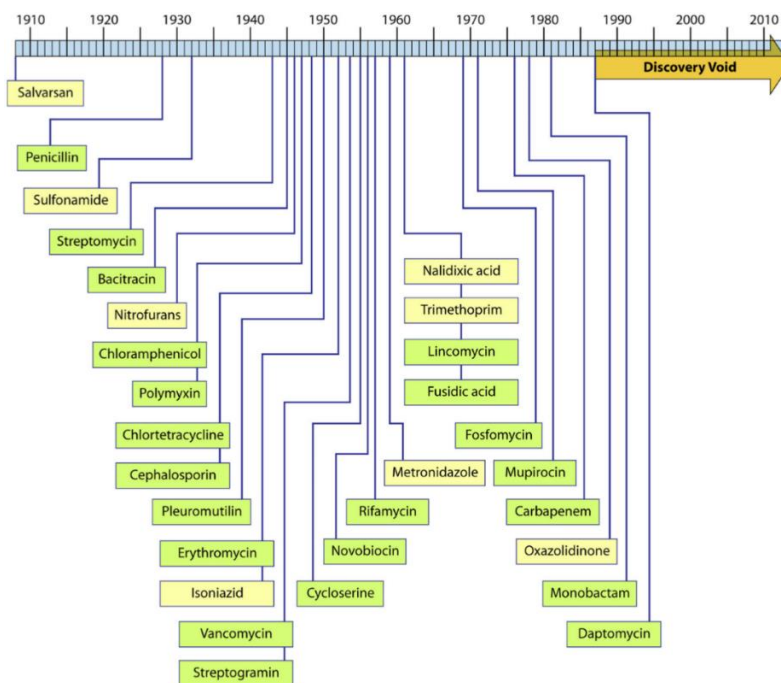 1910 1920 1930 1940 1950 1960 1970 1980 1990 2000 2010
Discovery Void
Salvarsan
Penicillin
Sulfonamide
Streptomycin
Bacitracin
Nitrofurans
Chloramphenicol
Polymyxin
Chlortetracycline
Cephalosporin
Pleuromutilin
Erythromycin
Isoniazid
Vancomycin
Streptogramin
Cycloserine
Novobiocin
Rifamycin
Metronidazole
Nalidixic acid
Trimethoprim
Lincomycin
Fusidic acid
Fosfomycin
Mupirocin
Carbapenem
Oxazolidinone
Monobactam
Daptomycin